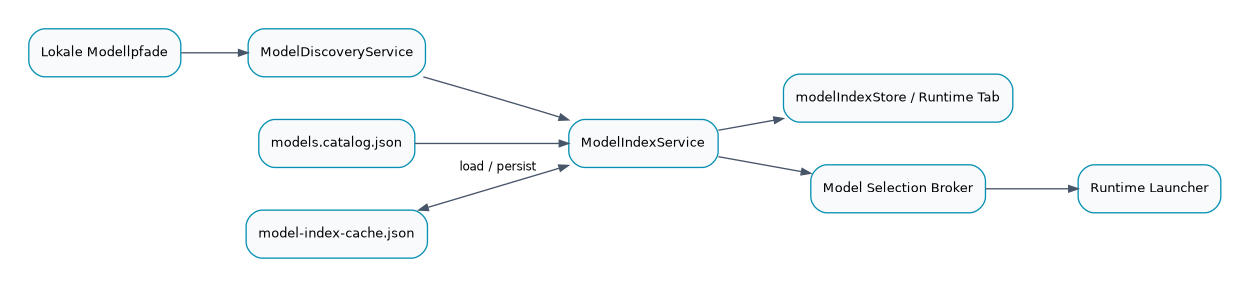 Lokale Modellpfade
ModelDiscoveryService
models.catalog.json
load / persist
model-index-cache.json
ModelIndexService
modelIndexStore / Runtime Tab
Model Selection Broker
Runtime Launcher